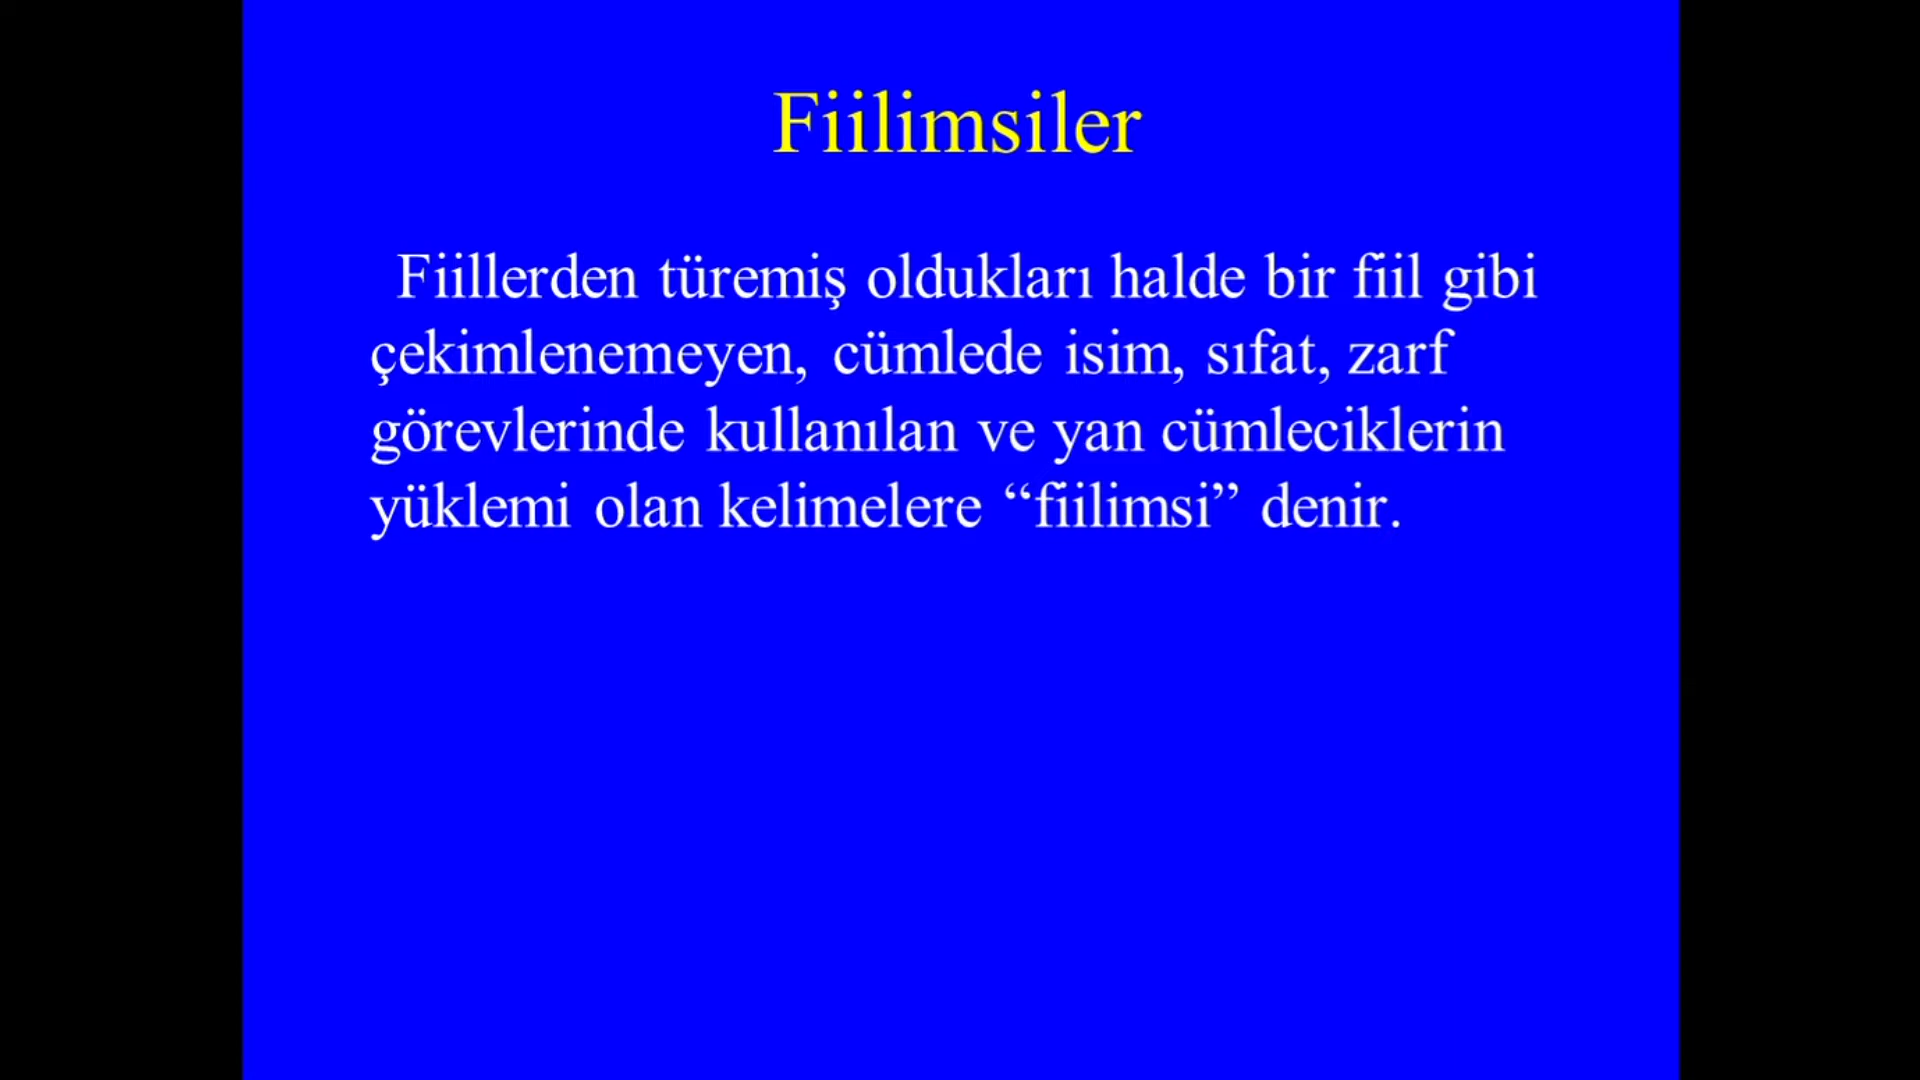 Fiilimsiler
Fiillerden türemiş oldukları halde bir fiil gibi
çekimlenemeyen, cümlede isim, sıfat, zarf
görevlerinde kullanılan ve yan cümleciklerin
yüklemi olan kelimelere “fiilimsi” denir.